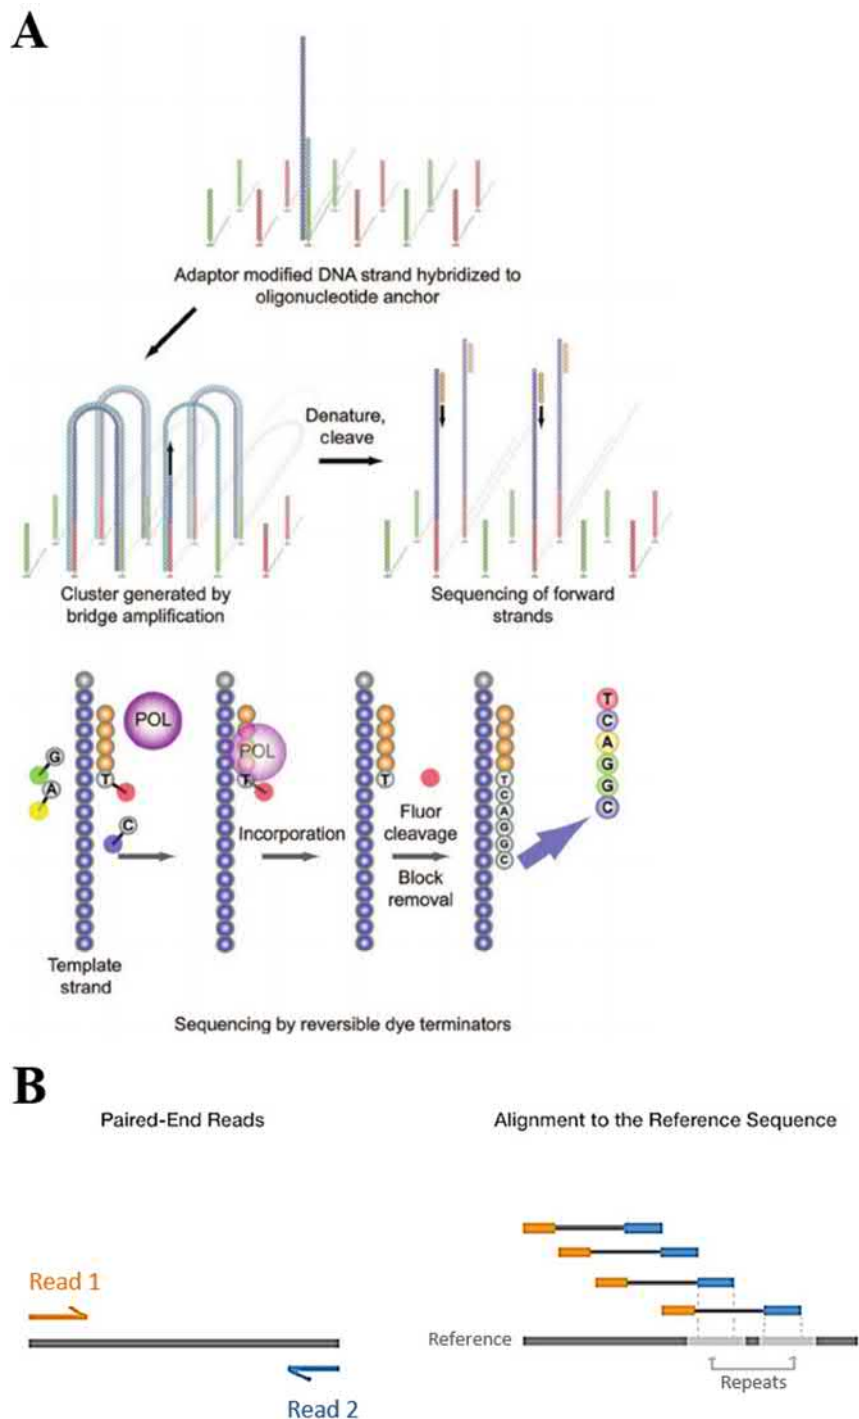 A
Adaptor modified DNA strand hybridized to
oligonucleotide anchor
Denature,
cleave
Cluster generated by
bridge amplification
Sequencing of forward
strands
POL
G
A
T
C
POL
T
Incorporation
T
Fluor
cleavage
Block
removal
T
C
A
G
G
C
T
C
A
G
G
C
Template
strand
Sequencing by reversible dye terminators
B
Paired-End Reads
Alignment to the Reference Sequence
Read 1
Read 2
Reference
Repeats